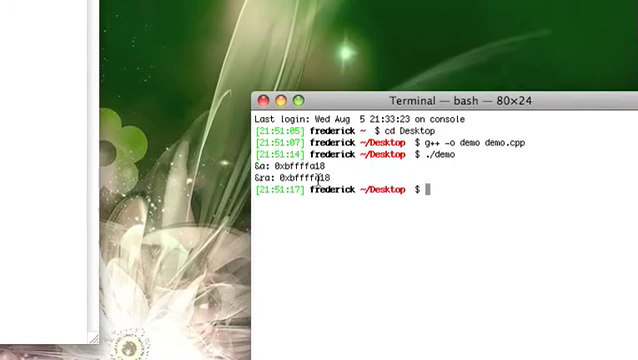 Terminal — bash — 80×24
Last login: Wed Aug  5 21:33:23 on console
[21:51:05] frederick ~ $ cd Desktop
[21:51:07] frederick ~/Desktop $ g++ -o demo demo.cpp
[21:51:14] frederick ~/Desktop $ ./demo
&a: 0xbffffa18
&ra: 0xbffffa18
[21:51:17] frederick ~/Desktop $